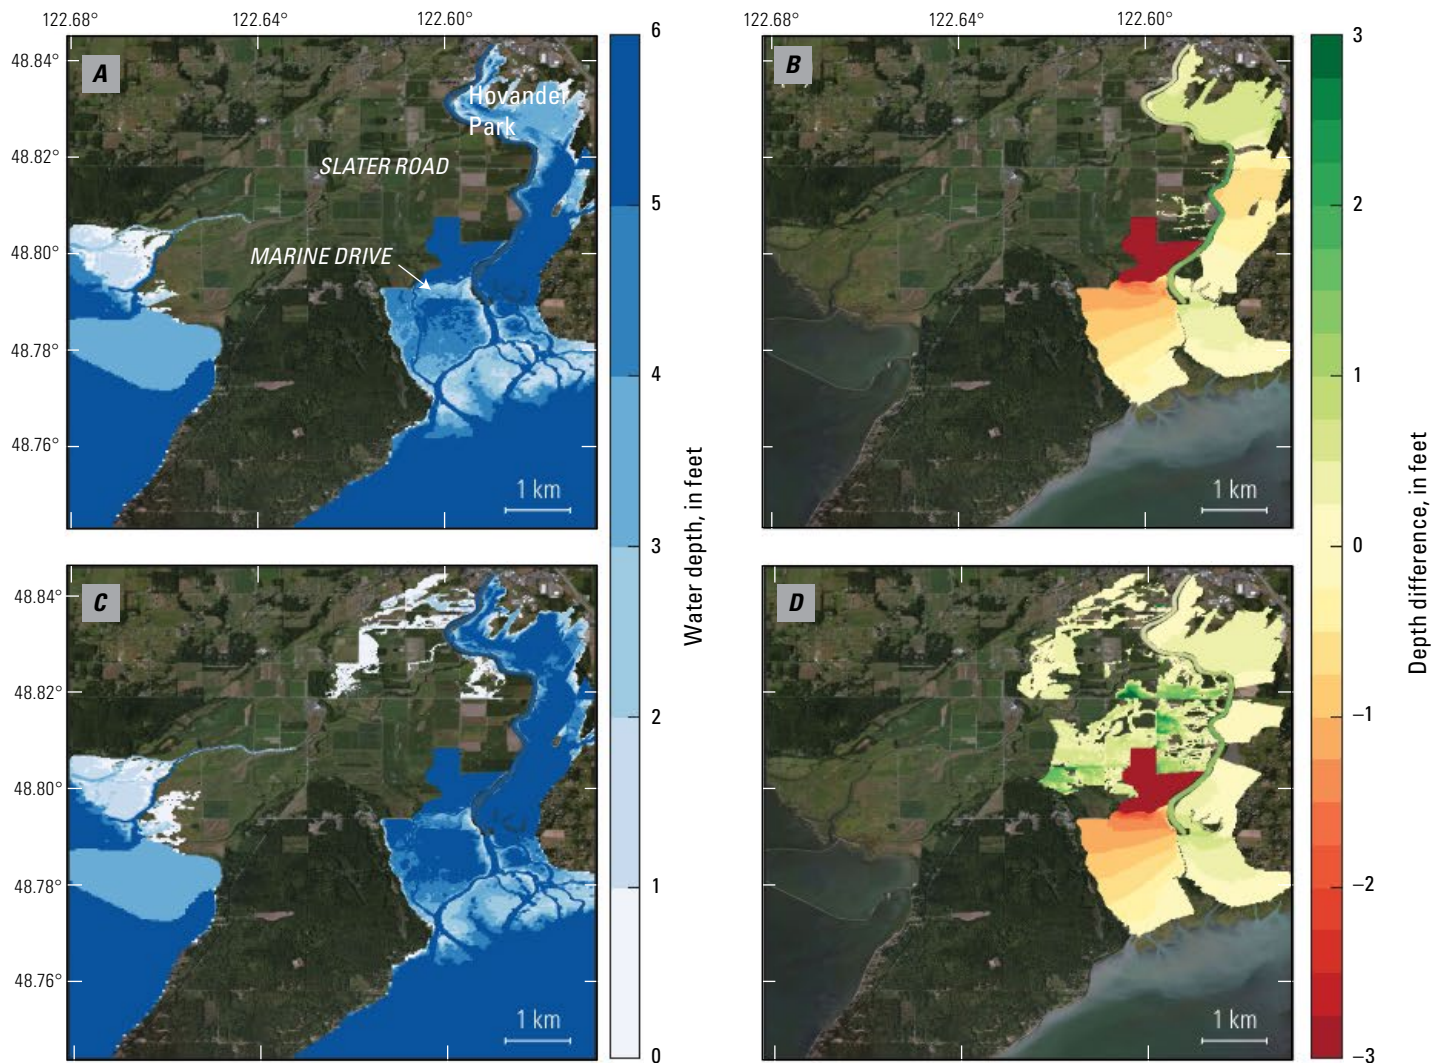 122.68° 122.64° 122.60° 122.68° 122.64° 122.60°
48.84°
48.82°
48.80°
48.78°
48.76°
A
Hovander
Park
SLATER ROAD
MARINE DRIVE
1 km
6
5
4
3
2
1
0
Water depth, in feet
B
1 km
3
2
1
0
–1
–2
–3
Depth difference, in feet
48.84°
48.82°
48.80°
48.78°
48.76°
C
1 km
D
1 km